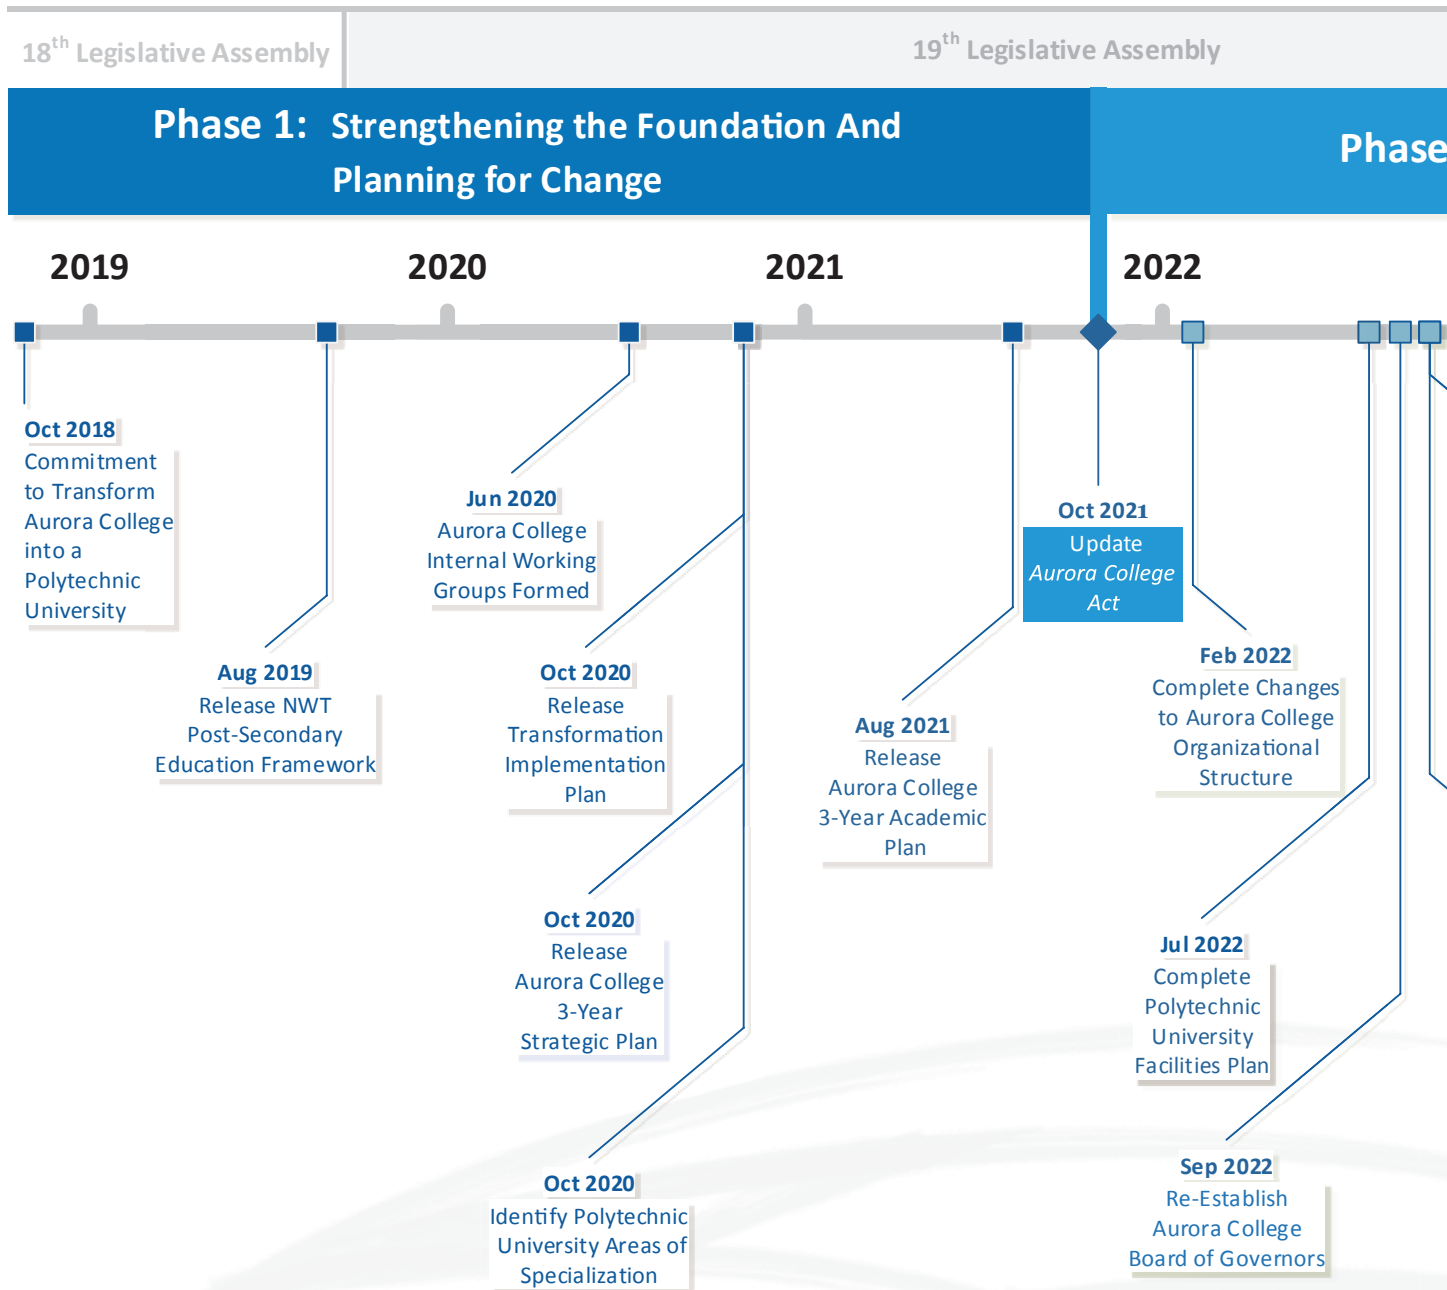 18th Legislative Assembly
19th Legislative Assembly
Phase 1: Strengthening the Foundation And
Planning for Change
Phase
2019
2020
2021
2022
Oct 2018
Commitment
to Transform
Aurora College
into a
Polytechnic
University
Aug 2019
Release NWT
Post-Secondary
Education Framework
Jun 2020
Aurora College
Internal Working
Groups Formed
Oct 2020
Release
Transformation
Implementation
Plan
Oct 2020
Release
Aurora College
3-Year
Strategic Plan
Oct 2020
Identify Polytechnic
University Areas of
Specialization
Aug 2021
Release
Aurora College
3-Year Academic
Plan
Oct 2021
Update
Aurora College
Act
Feb 2022
Complete Changes
to Aurora College
Organizational
Structure
Jul 2022
Complete
Polytechnic
University
Facilities Plan
Sep 2022
Re-Establish
Aurora College
Board of Governors